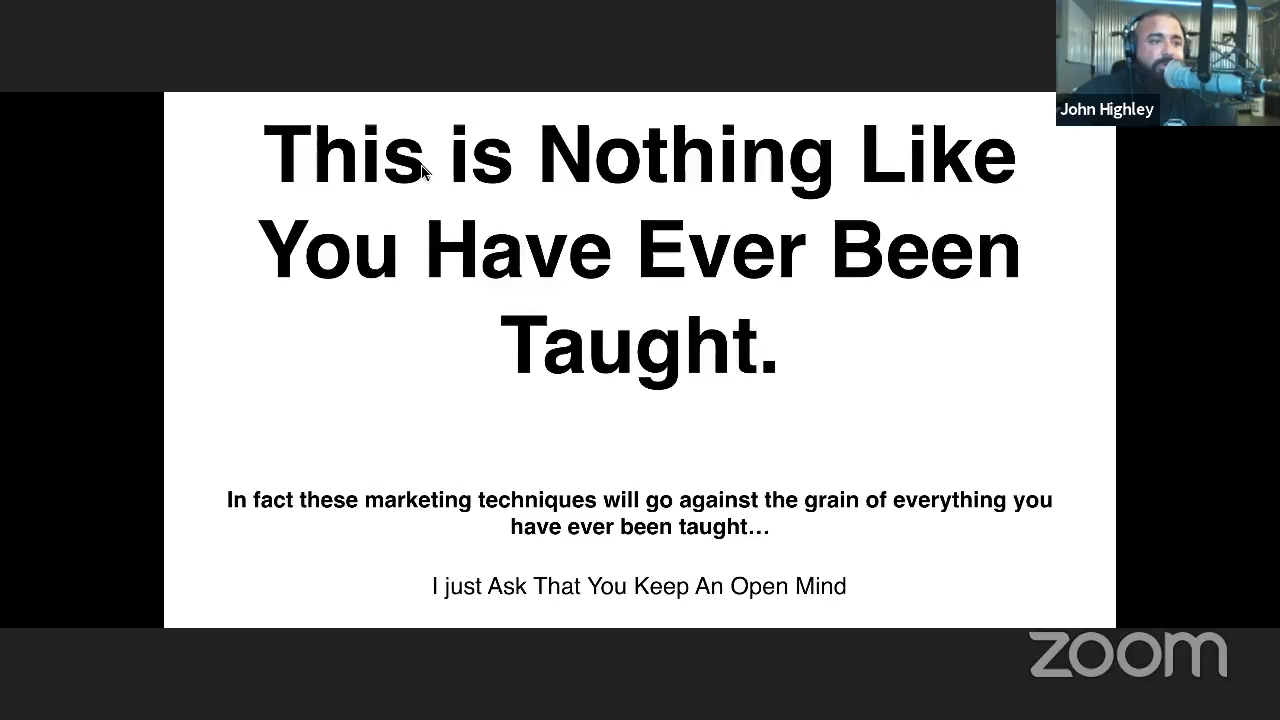 John Highley
This is Nothing Like
You Have Ever Been
Taught.
In fact these marketing techniques will go against the grain of everything you
have ever been taught…
I just Ask That You Keep An Open Mind
zoom